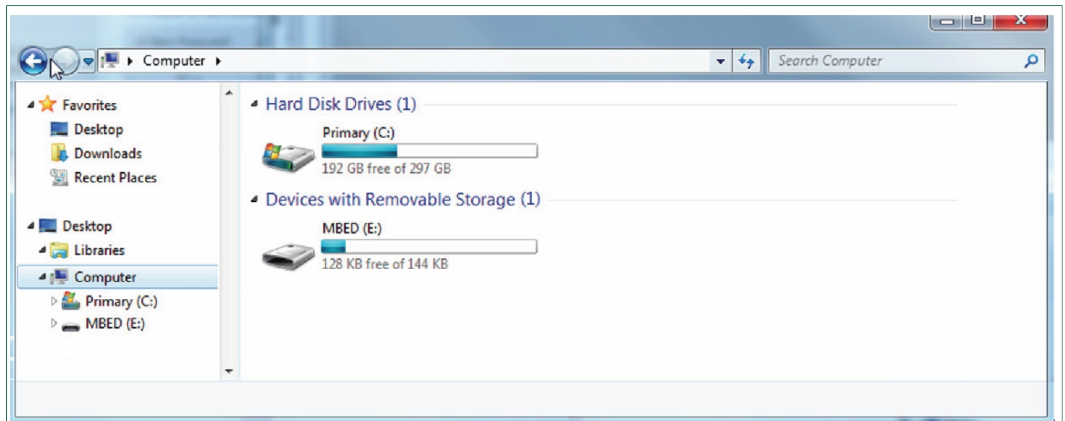 Computer
Search Computer
Favorites
Desktop
Downloads
Recent Places
Desktop
Libraries
Computer
Primary (C:)
MBED (E:)
Hard Disk Drives (1)
Primary (C:)
192 GB free of 297 GB
Devices with Removable Storage (1)
MBED (E:)
128 KB free of 144 KB